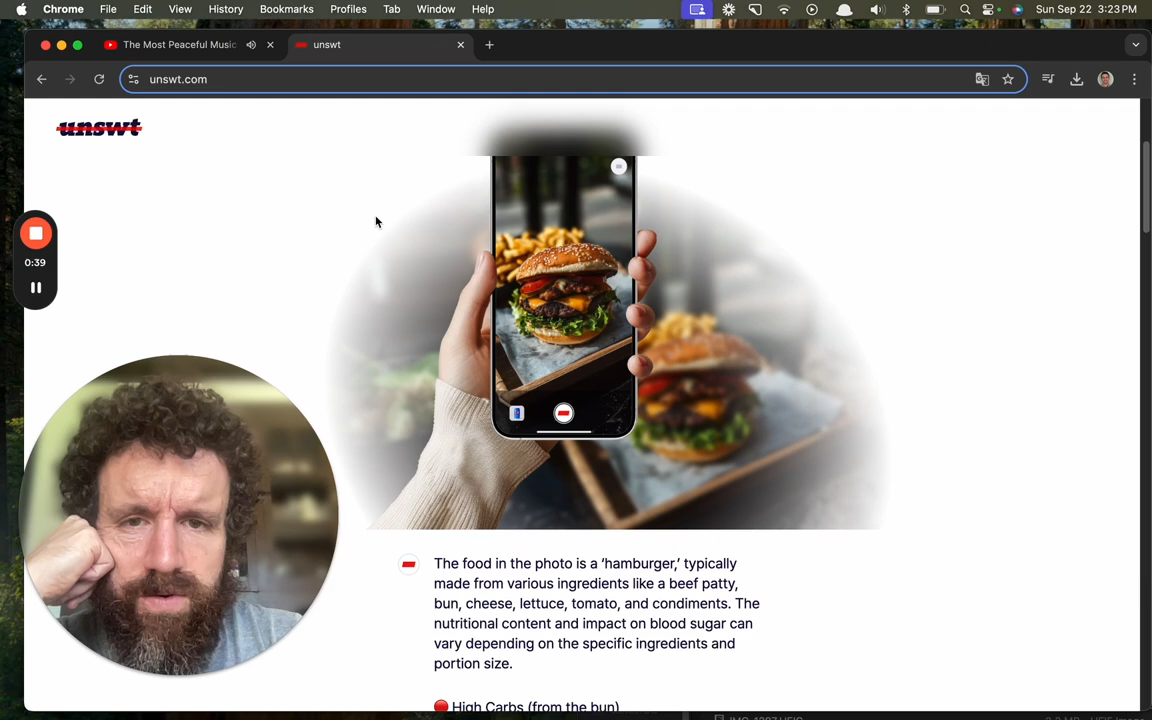 Chrome File Edit View History Bookmarks Profiles Tab Window Help Sun Sep 22 3:23 PM
The Most Peaceful Music
unswt
unswt.com
unswt
0:39
The food in the photo is a ‘hamburger,’ typically
made from various ingredients like a beef patty,
bun, cheese, lettuce, tomato, and condiments. The
nutritional content and impact on blood sugar can
vary depending on the specific ingredients and
portion size.
High Carbs (from the bun)